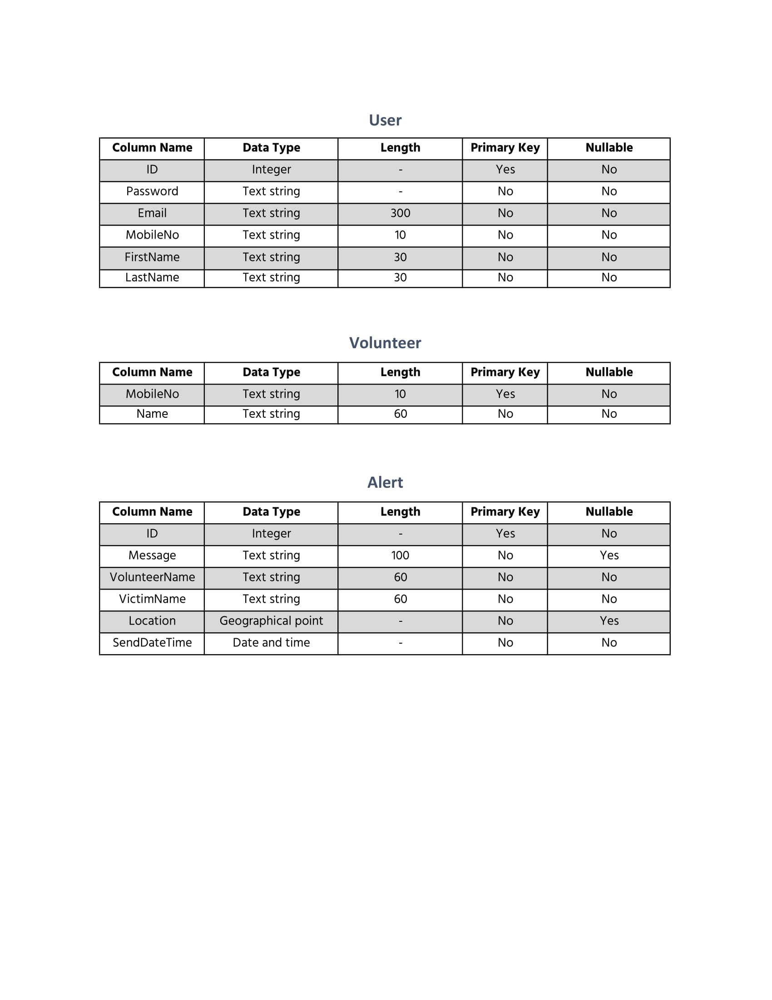 User
Column Name Data Type Length Primary Key Nullable
ID Integer - Yes No
Password Text string - No No
Email Text string 300 No No
MobileNo Text string 10 No No
FirstName Text string 30 No No
LastName Text string 30 No No
Volunteer
Column Name Data Type Length Primary Key Nullable
MobileNo Text string 10 Yes No
Name Text string 60 No No
Alert
Column Name Data Type Length Primary Key Nullable
ID Integer - Yes No
Message Text string 100 No Yes
VolunteerName Text string 60 No No
VictimName Text string 60 No No
Location Geographical point - No Yes
SendDateTime Date and time - No No